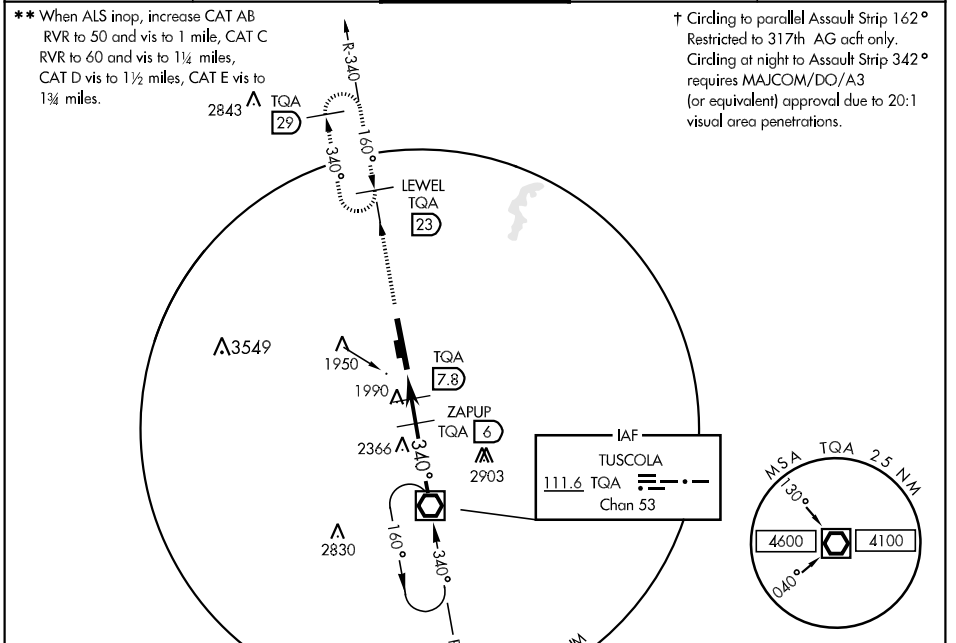 ** When ALS inop, increase CAT AB
RVR to 50 and vis to 1 mile, CAT C
RVR to 60 and vis to 1¼ miles,
CAT D vis to 1½ miles, CAT E vis to
1¾ miles.
† Circling to parallel Assault Strip 162°
Restricted to 317th AG acft only.
Circling at night to Assault Strip 342°
requires MAJCOM/DO/A3
(or equivalent) approval due to 20:1
visual area penetrations.
R-340
2843
TQA
29
340°
160°
LEWEL
TQA
23
3549
1950
TQA
7.8
1990
ZAPUP
TQA 6
2366
340°
2903
IAF
TUSCOLA
111.6 TQA
Chan 53
2830
160°
340°
MSA TQA 25 NM
130°
4600
4100
040°
NM